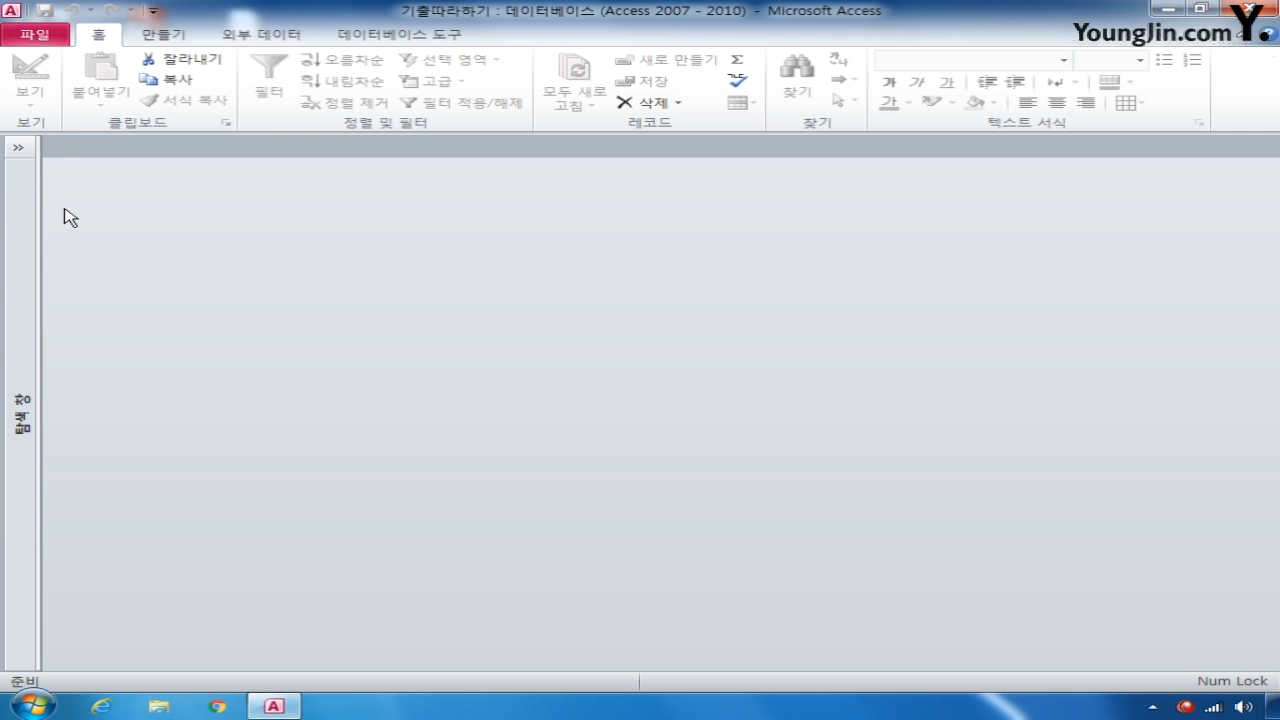 기출따라하기 : 데이터베이스 (Access 2007 - 2010) - Microsoft Access
파일 홈 만들기 외부 데이터 데이터베이스 도구
YoungJin.com Y.
보기
붙여넣기
잘라내기
복사
서식 복사
필터
오름차순
내림차순
정렬 제거
선택 영역
고급
필터 적용/해제
모두 새로 고침
새로 만들기
저장
삭제
찾기
가 가 가
가
보기 클립보드 정렬 및 필터 레코드 찾기 텍스트 서식
탐색 창
준비 Num Lock